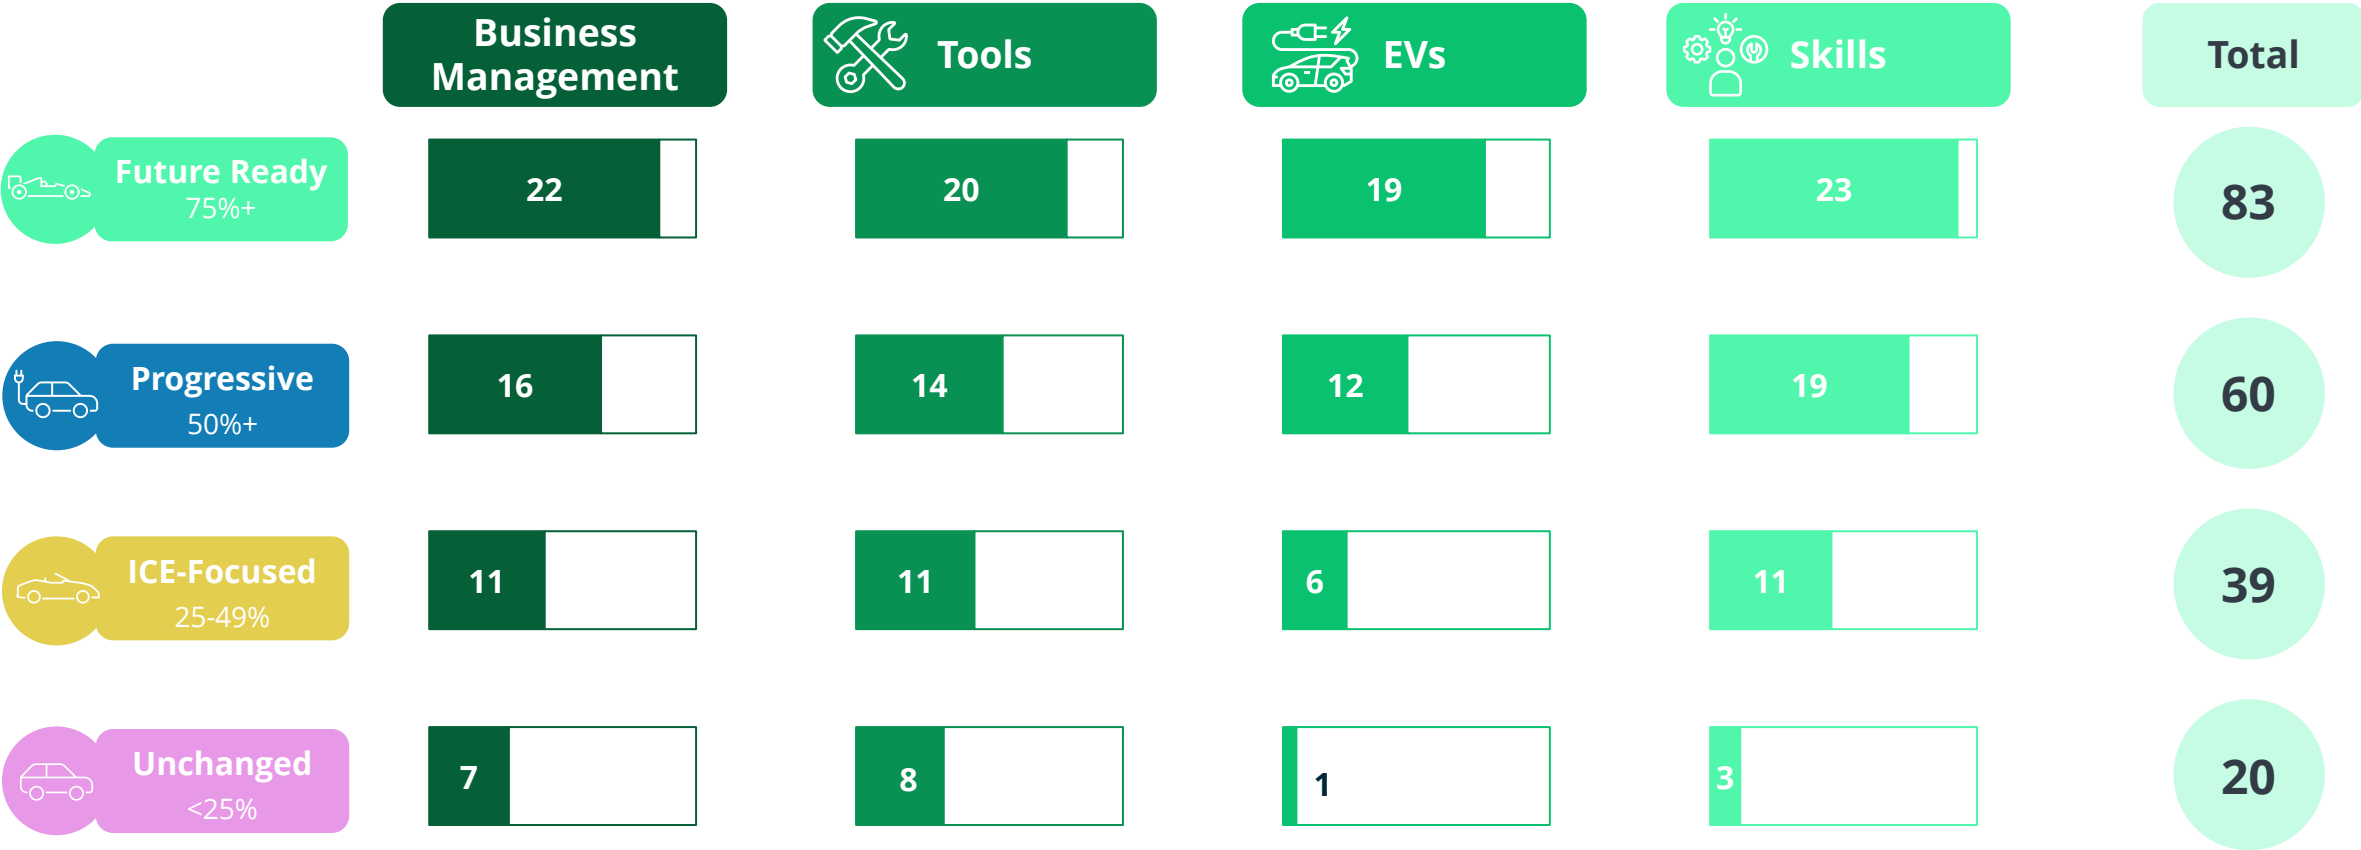 Business
Management
Tools
EVs
Skills
Total
Future Ready
75%+
22
20
19
23
83
Progressive
50%+
16
14
12
19
60
ICE-Focused
25-49%
11
11
6
11
39
Unchanged
<25%
7
8
1
3
20